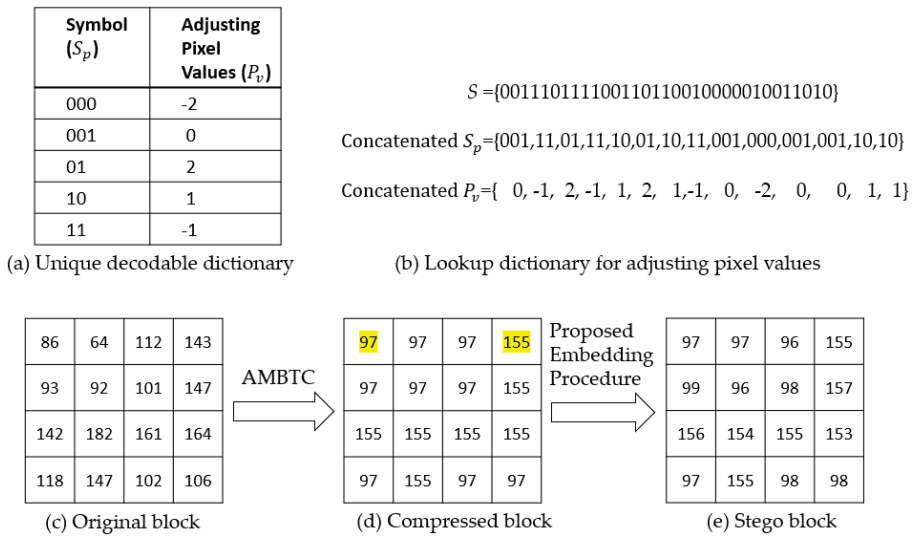 Symbol (Sₚ) Adjusting Pixel Values (Pᵥ)
000 -2
001 0
01 2
10 1
11 -1
(a) Unique decodable dictionary
S ={001110111100110110010000010011010}
Concatenated Sₚ={001,11,01,11,10,01,10,11,001,000,001,001,10,10}
Concatenated Pᵥ={ 0, -1, 2, -1, 1, 2, 1,-1, 0, -2, 0, 0, 1, 1}
(b) Lookup dictionary for adjusting pixel values
86 64 112 143
93 92 101 147
142 182 161 164
118 147 102 106
(c) Original block
AMBTC
97 97 97 155
97 97 97 155
155 155 155 155
97 155 97 97
(d) Compressed block
Proposed
Embedding
Procedure
97 97 96 155
99 96 98 157
156 154 155 153
97 155 98 98
(e) Stego block